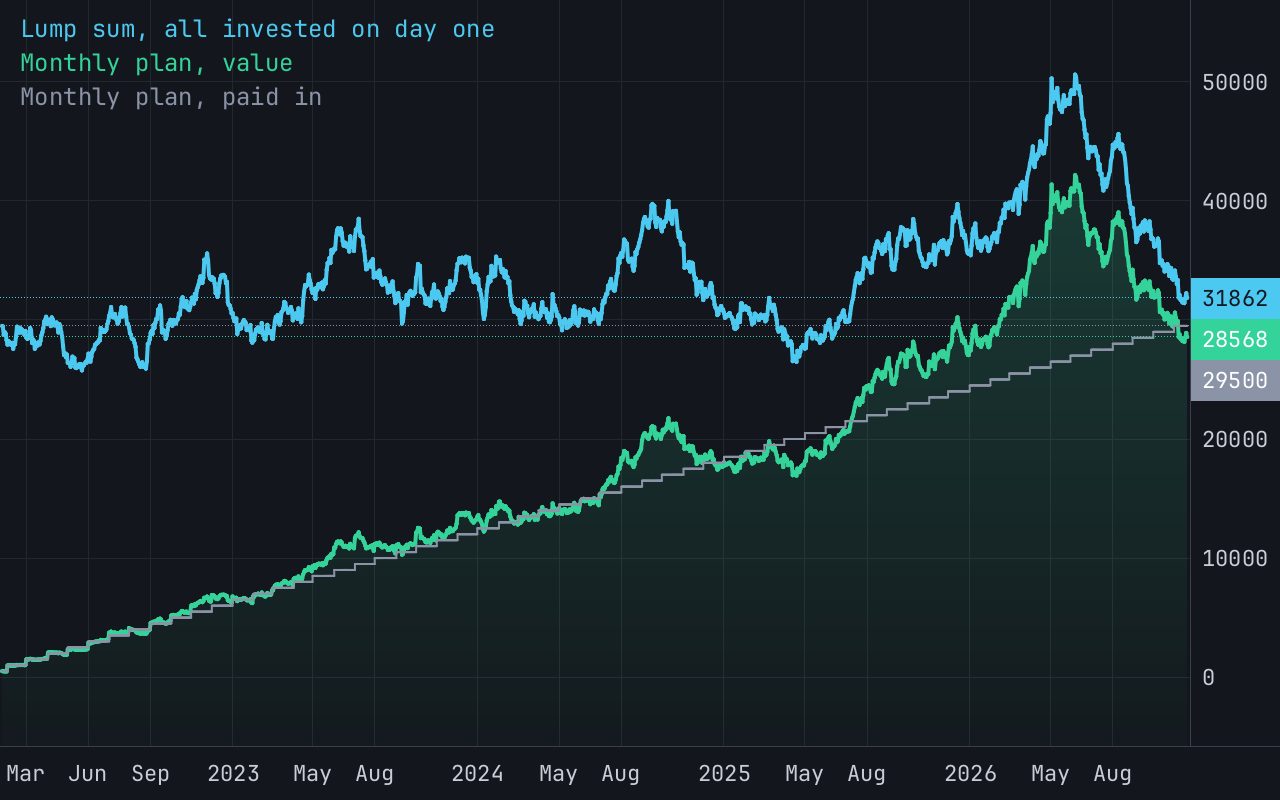 Lump sum, all invested on day one
Monthly plan, value
Monthly plan, paid in
50000
40000
31862
28568
29500
20000
10000
0
Mar Jun Sep 2023 May Aug 2024 May Aug 2025 May Aug 2026 May Aug